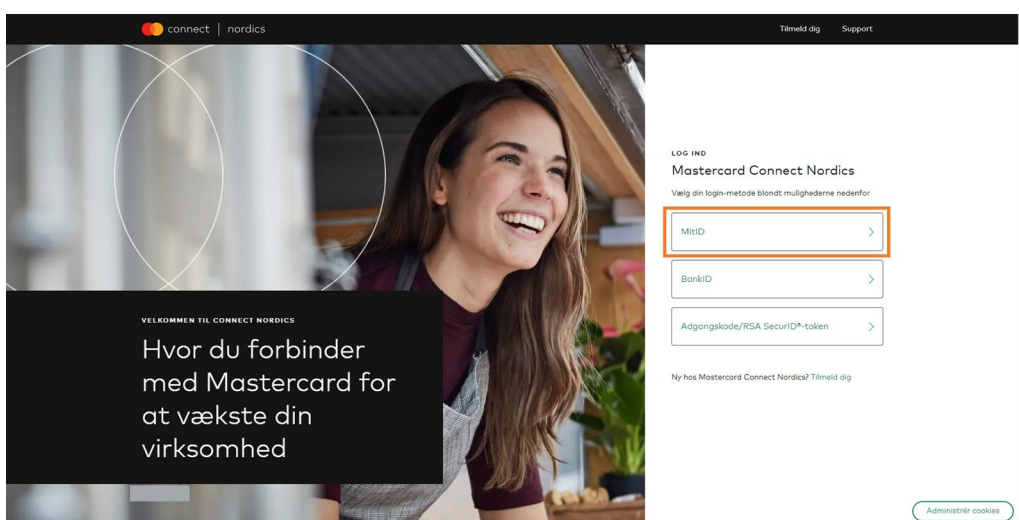 connect | nordics
Tilmeld dig Support
LOG IND
Mastercard Connect Nordics
Vælg din login-metode blandt mulighederne nedenfor
MitID
BankID
Adgangskode/RSA SecurID®-token
Ny hos Mastercard Connect Nordics? Tilmeld dig
VELKOMMEN TIL CONNECT NORDICS
Hvor du forbinder
med Mastercard for
at vækste din
virksomhed
Administrér cookies